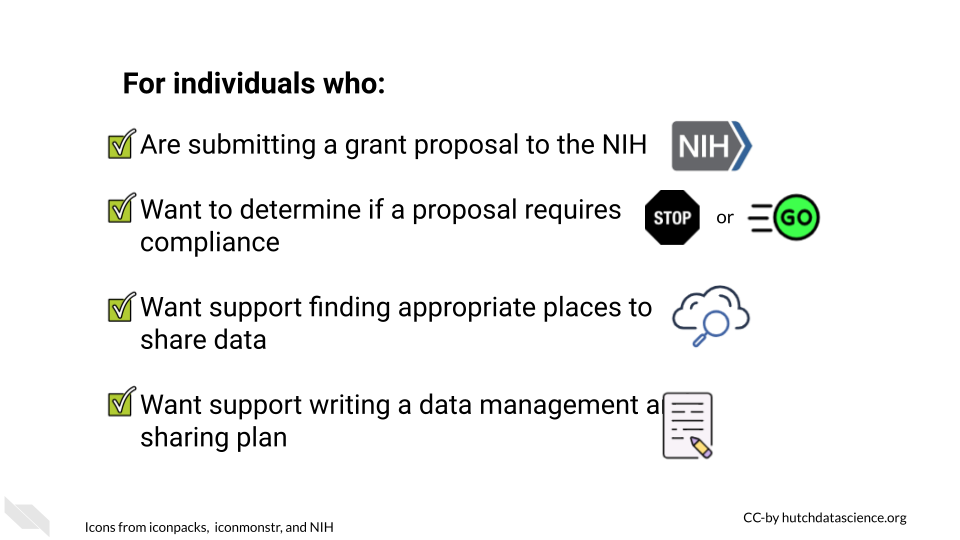 For individuals who:
Are submitting a grant proposal to the NIH
NIH
Want to determine if a proposal requires
compliance
STOP or GO
Want support finding appropriate places to
share data
Want support writing a data management a
sharing plan
Icons from iconpacks, iconmonstr, and NIH
CC-by hutchdatascience.org